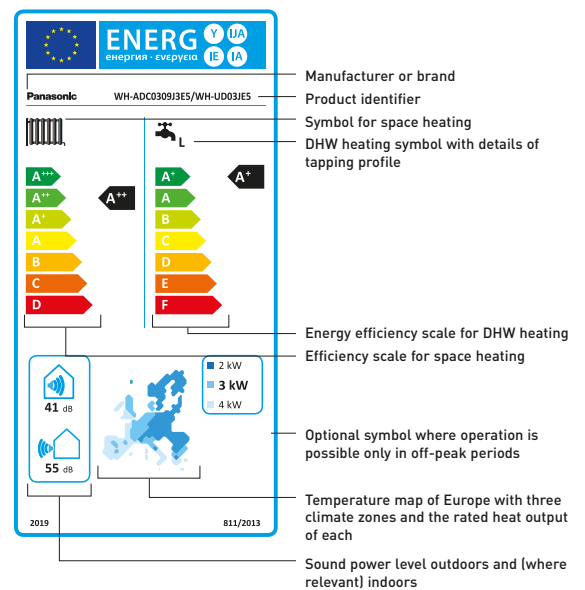 ENERG
енергия · ενεργεια
Y IJA
IE IA
Manufacturer or brand
Panasonic WH-ADC0309J3E5/WH-UD03JE5
Product identifier
Symbol for space heating
L
DHW heating symbol with details of
tapping profile
A+++
A++
A+
A
B
C
D
A++
A+
A
B
C
D
E
F
A+
Energy efficiency scale for DHW heating
Efficiency scale for space heating
41 dB
55 dB
2 kW
3 kW
4 kW
Optional symbol where operation is
possible only in off-peak periods
Temperature map of Europe with three
climate zones and the rated heat output
of each
2019 811/2013
Sound power level outdoors and (where
relevant) indoors